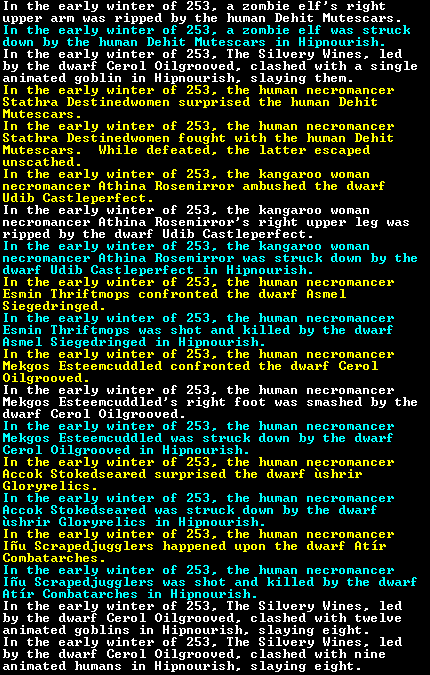 In the early winter of 253, a zombie elf's right
upper arm was ripped by the human Dehit Mutescars.
In the early winter of 253, a zombie elf was struck
down by the human Dehit Mutescars in Hipnourish.
In the early winter of 253, The Silvery Wines, led
by the dwarf Cerol Oilgrooved, clashed with a single
animated goblin in Hipnourish, slaying them.
In the early winter of 253, the human necromancer
Stathra Destinedwomen surprised the human Dehit
Mutescars.
In the early winter of 253, the human necromancer
Stathra Destinedwomen fought with the human Dehit
Mutescars.  While defeated, the latter escaped
unscathed.
In the early winter of 253, the kangaroo woman
necromancer Athina Rosemirror ambushed the dwarf
Udib Castleperfect.
In the early winter of 253, the kangaroo woman
necromancer Athina Rosemirror's right upper leg was
ripped by the dwarf Udib Castleperfect.
In the early winter of 253, the kangaroo woman
necromancer Athina Rosemirror was struck down by the
dwarf Udib Castleperfect in Hipnourish.
In the early winter of 253, the human necromancer
Esmin Thriftmops confronted the dwarf Asmel
Siegedringed.
In the early winter of 253, the human necromancer
Esmin Thriftmops was shot and killed by the dwarf
Asmel Siegedringed in Hipnourish.
In the early winter of 253, the human necromancer
Mekgos Esteemcuddled confronted the dwarf Cerol
Oilgrooved.
In the early winter of 253, the human necromancer
Mekgos Esteemcuddled's right foot was smashed by the
dwarf Cerol Oilgrooved.
In the early winter of 253, the human necromancer
Mekgos Esteemcuddled was struck down by the dwarf
Cerol Oilgrooved in Hipnourish.
In the early winter of 253, the human necromancer
Accok Stokedseared surprised the dwarf ùshrir
Gloryrelics.
In the early winter of 253, the human necromancer
Accok Stokedseared was struck down by the dwarf
ùshrir Gloryrelics in Hipnourish.
In the early winter of 253, the human necromancer
Iñu Scrapedjugglers happened upon the dwarf Atír
Combatarches.
In the early winter of 253, the human necromancer
Iñu Scrapedjugglers was shot and killed by the dwarf
Atír Combatarches in Hipnourish.
In the early winter of 253, The Silvery Wines, led
by the dwarf Cerol Oilgrooved, clashed with twelve
animated goblins in Hipnourish, slaying eight.
In the early winter of 253, The Silvery Wines, led
by the dwarf Cerol Oilgrooved, clashed with nine
animated humans in Hipnourish, slaying eight.